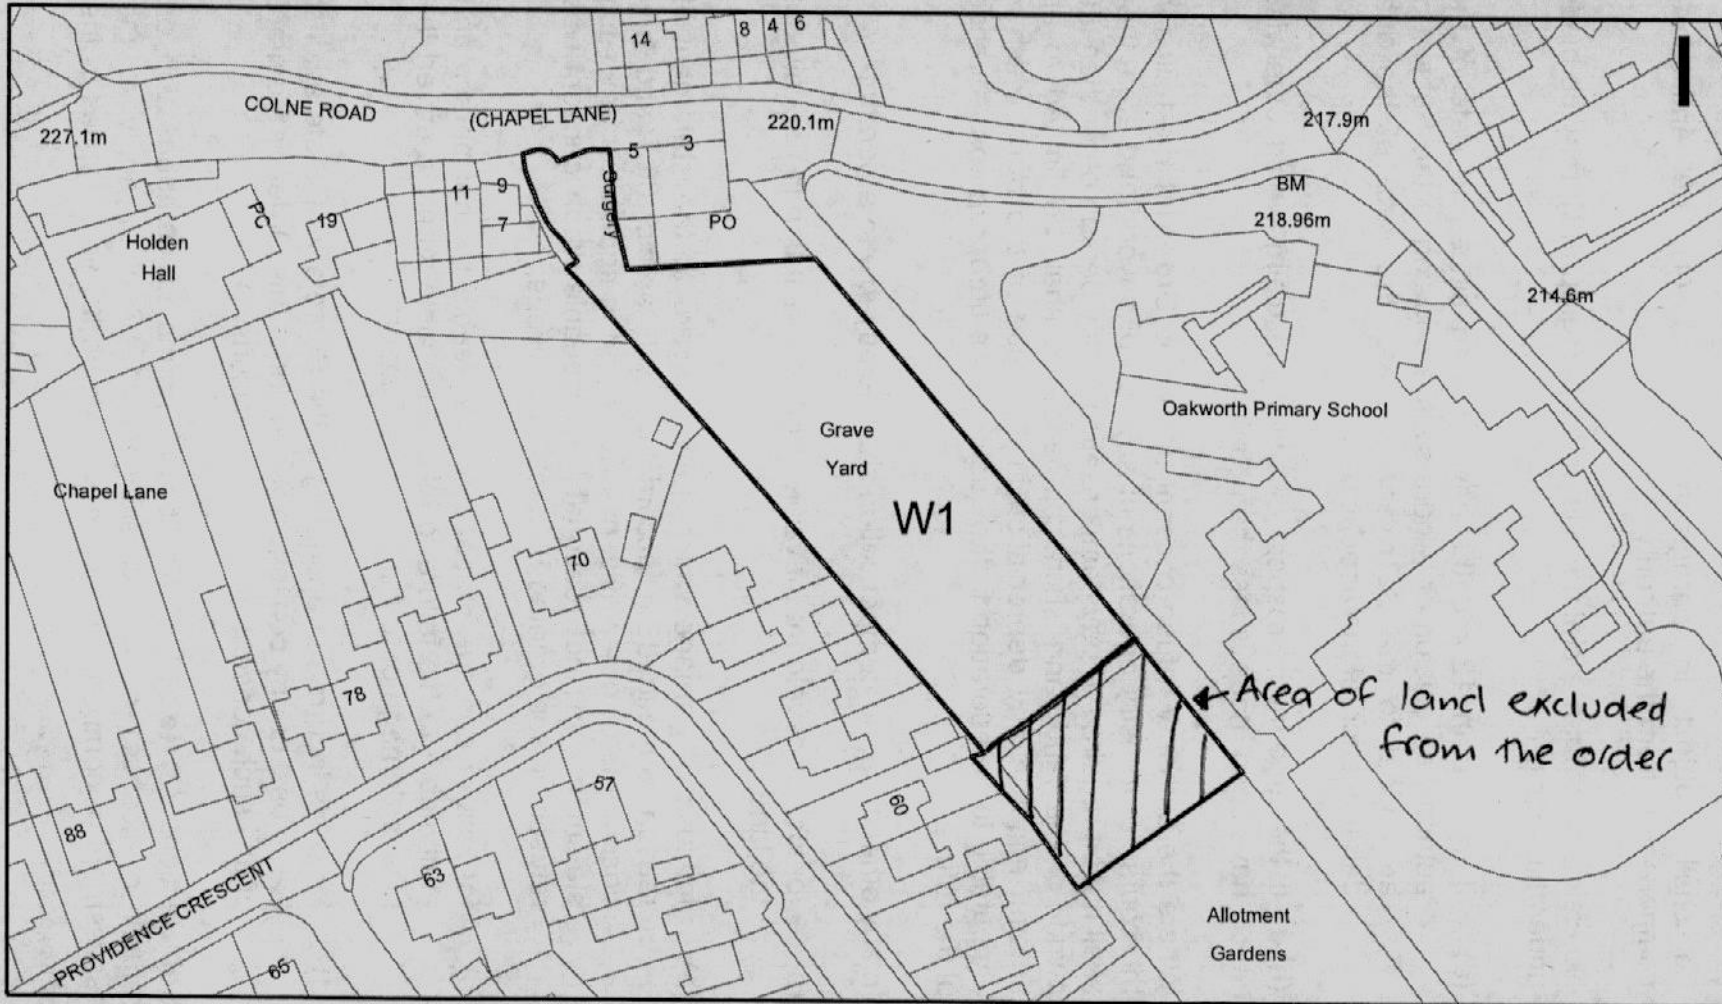 14
8
4
6
COLNE ROAD
(CHAPEL LANE)
227.1m
220.1m
217.9m
5
3
BM
218.96m
PO
Surgery
9
11
7
19
PC
Holden
Hall
214.6m
Grave
Yard
W1
Oakworth Primary School
Chapel Lane
70
78
Area of land excluded
from the order
88
57
60
63
65
PROVIDENCE CRESCENT
Allotment
Gardens